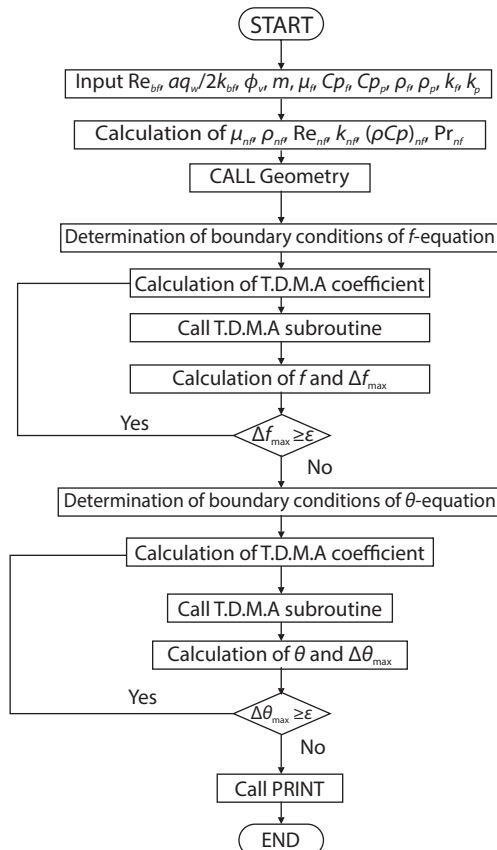 START
Input Re_bf, aq_w/2k_bf, ϕ_v, m, μ_f, Cp_f, Cp_p, ρ_f, ρ_p, k_f, k_p
Calculation of μ_nf, ρ_nf, Re_nf, k_nf, (ρCp)_nf, Pr_nf
CALL Geometry
Determination of boundary conditions of f-equation
Calculation of T.D.M.A coefficient
Call T.D.M.A subroutine
Calculation of f and Δf_max
Yes
Δf_max ≥ε
No
Determination of boundary conditions of θ-equation
Calculation of T.D.M.A coefficient
Call T.D.M.A subroutine
Calculation of θ and Δθ_max
Yes
Δθ_max ≥ε
No
Call PRINT
END